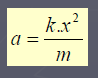 a = k.x²/m